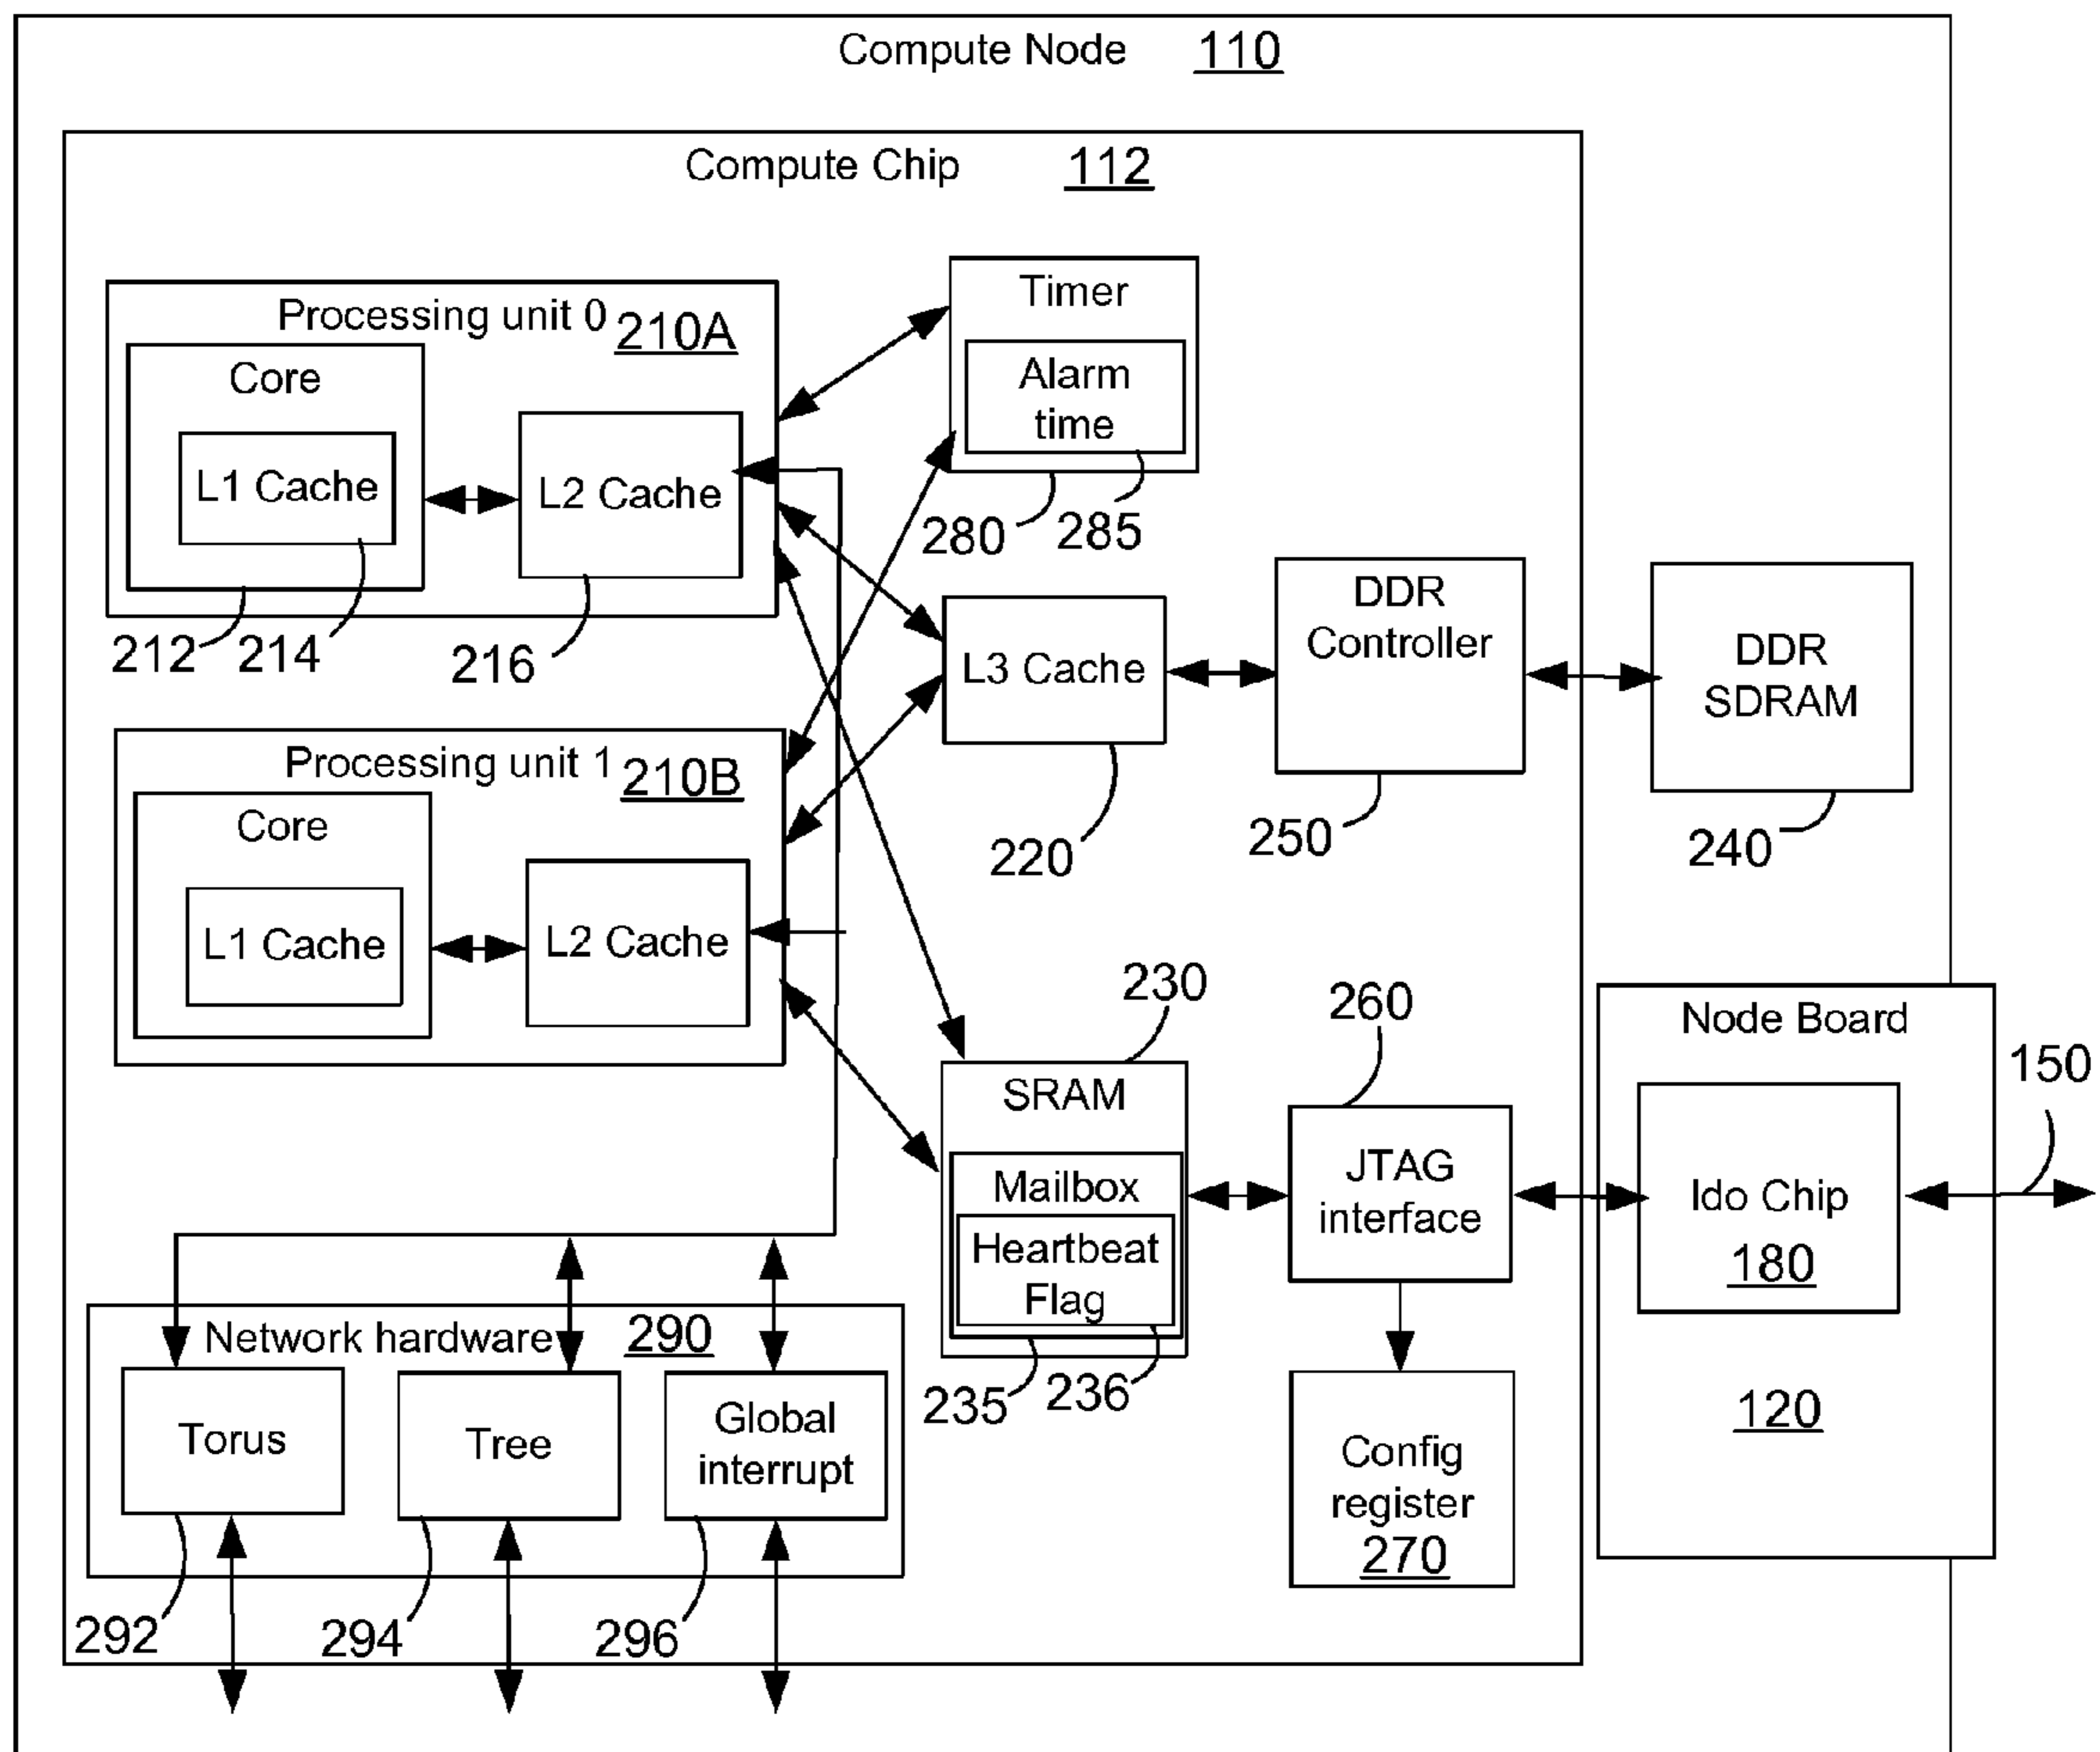 Compute Node 110
Compute Chip 112
Processing unit 0 210A
Core
L1 Cache
L2 Cache
212
214
216
Timer
Alarm
time
280
285
L3 Cache
220
DDR
Controller
250
DDR
SDRAM
240
Processing unit 1 210B
Core
L1 Cache
L2 Cache
230
SRAM
Mailbox
Heartbeat
Flag
235
236
260
JTAG
interface
Config
register
270
Node Board
Ido Chip
180
120
150
Network hardware 290
Torus
Tree
Global
interrupt
292
294
296